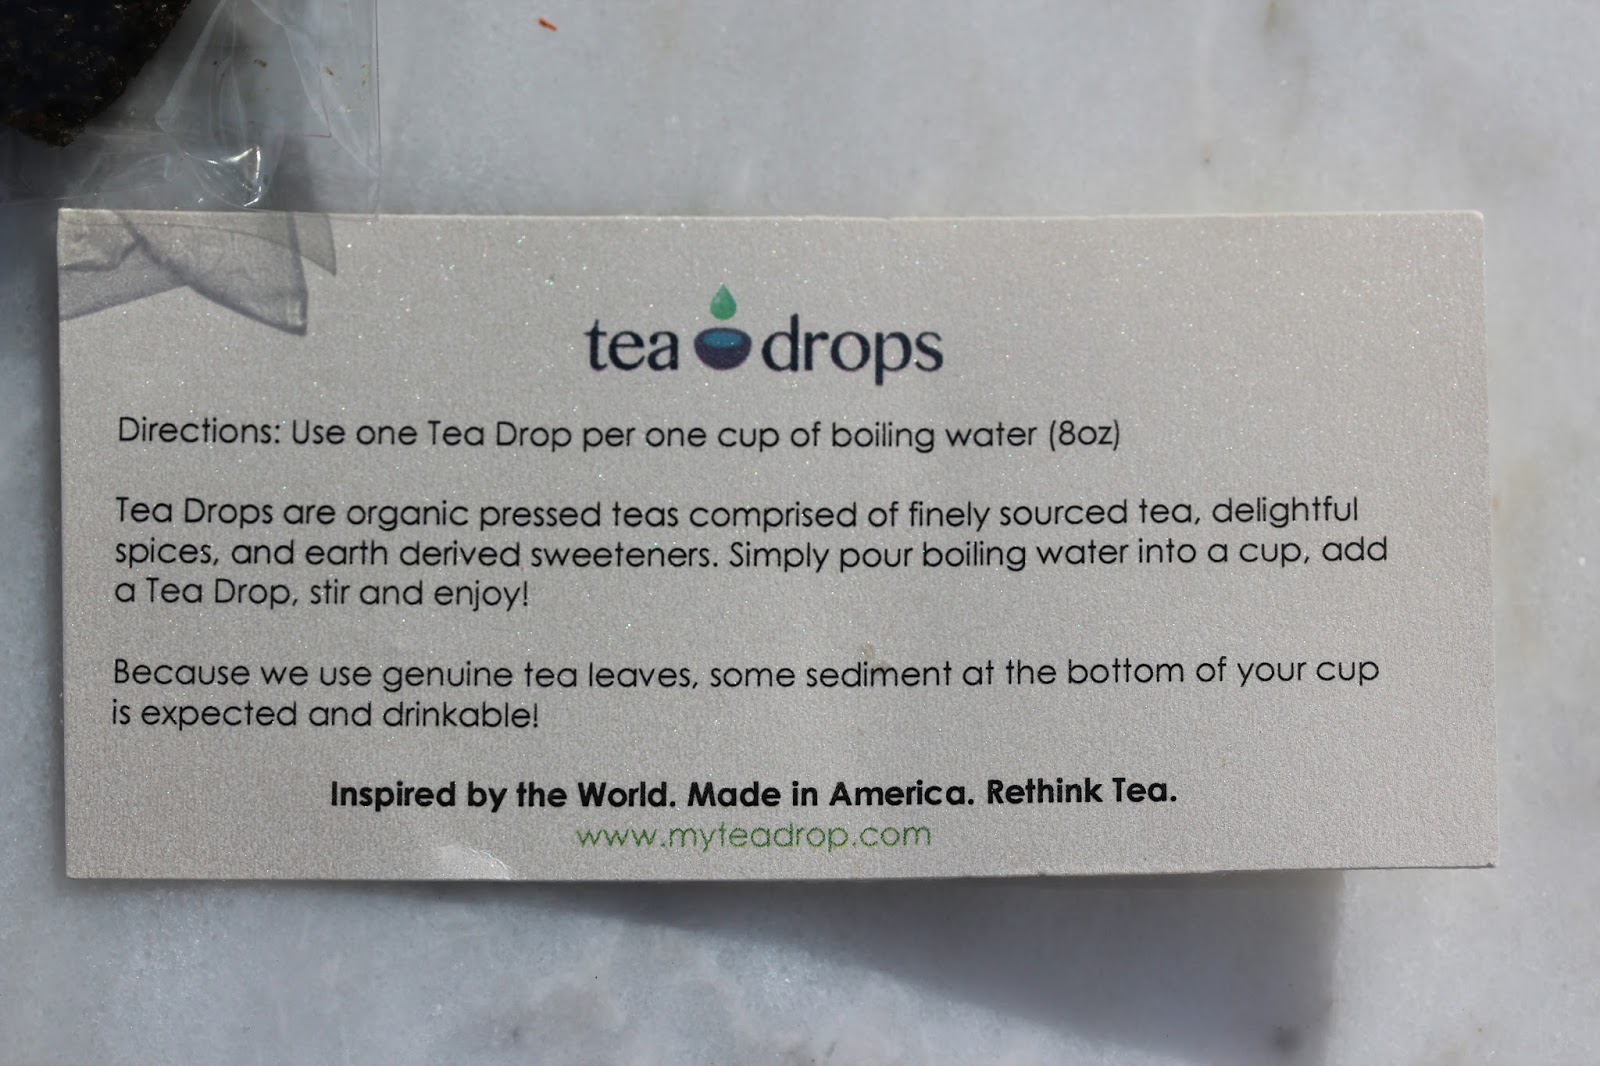 tea drops
Directions: Use one Tea Drop per one cup of boiling water (8oz)
Tea Drops are organic pressed teas comprised of finely sourced tea, delightful
spices, and earth derived sweeteners. Simply pour boiling water into a cup, add
a Tea Drop, stir and enjoy!
Because we use genuine tea leaves, some sediment at the bottom of your cup
is expected and drinkable!
Inspired by the World. Made in America. Rethink Tea.
www.myteadrop.com